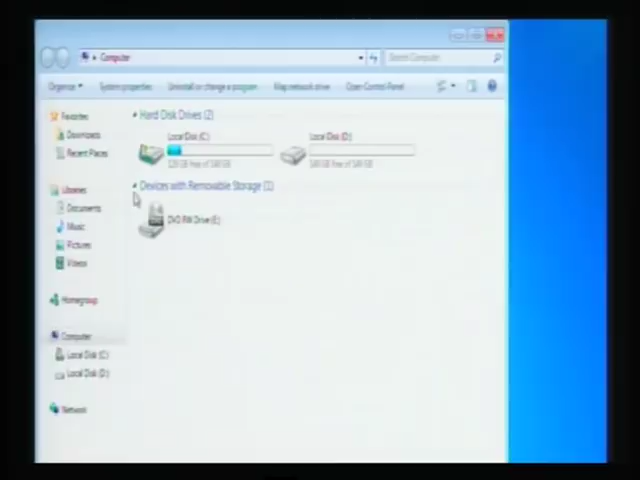 Computer
Search Computer
Organize
System properties
Uninstall or change a program
Map network drive
Open Control Panel
Favorites
Downloads
Recent Places
Libraries
Documents
Music
Pictures
Videos
Homegroup
Computer
Local Disk (C:)
Local Disk (D:)
Network
Hard Disk Drives (2)
Local Disk (C:)
Local Disk (D:)
Devices with Removable Storage (1)
DVD RW Drive (E:)